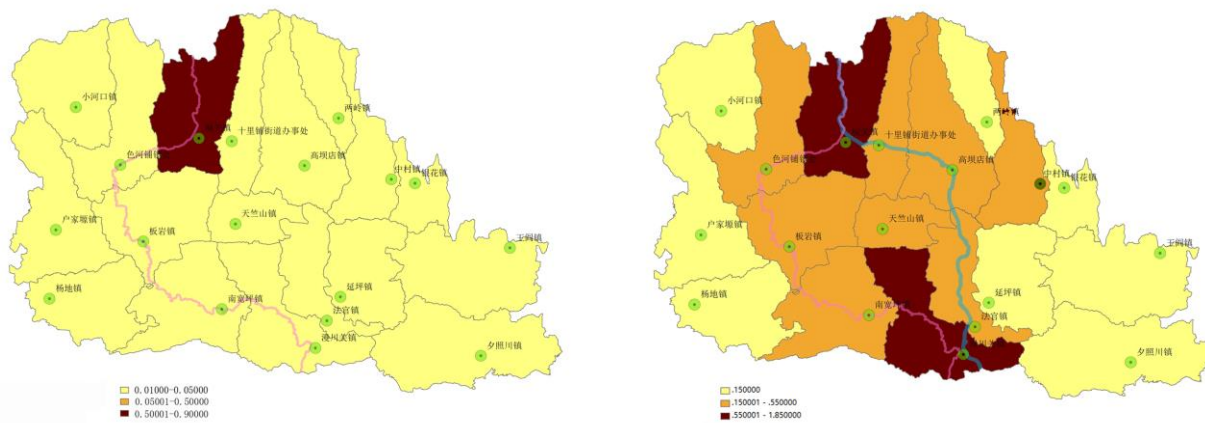 小河口镇
两岭镇
十里铺街道办事处
色河铺镇
高坝店镇
中村镇
银花镇
户家塬镇
天竺山镇
板岩镇
王阎镇
杨地镇
延坪镇
南宽坪镇
法官镇
漫川关镇
夕照川镇
0.01000-0.05000
0.05001-0.50000
0.50001-0.90000
小河口镇
两岭镇
十里铺街道办事处
高坝店镇
中村镇
银花镇
户家塬镇
天竺山镇
板岩镇
王阎镇
杨地镇
延坪镇
法官镇
夕照川镇
.150000
.150001 - .550000
.550001 - 1.850000